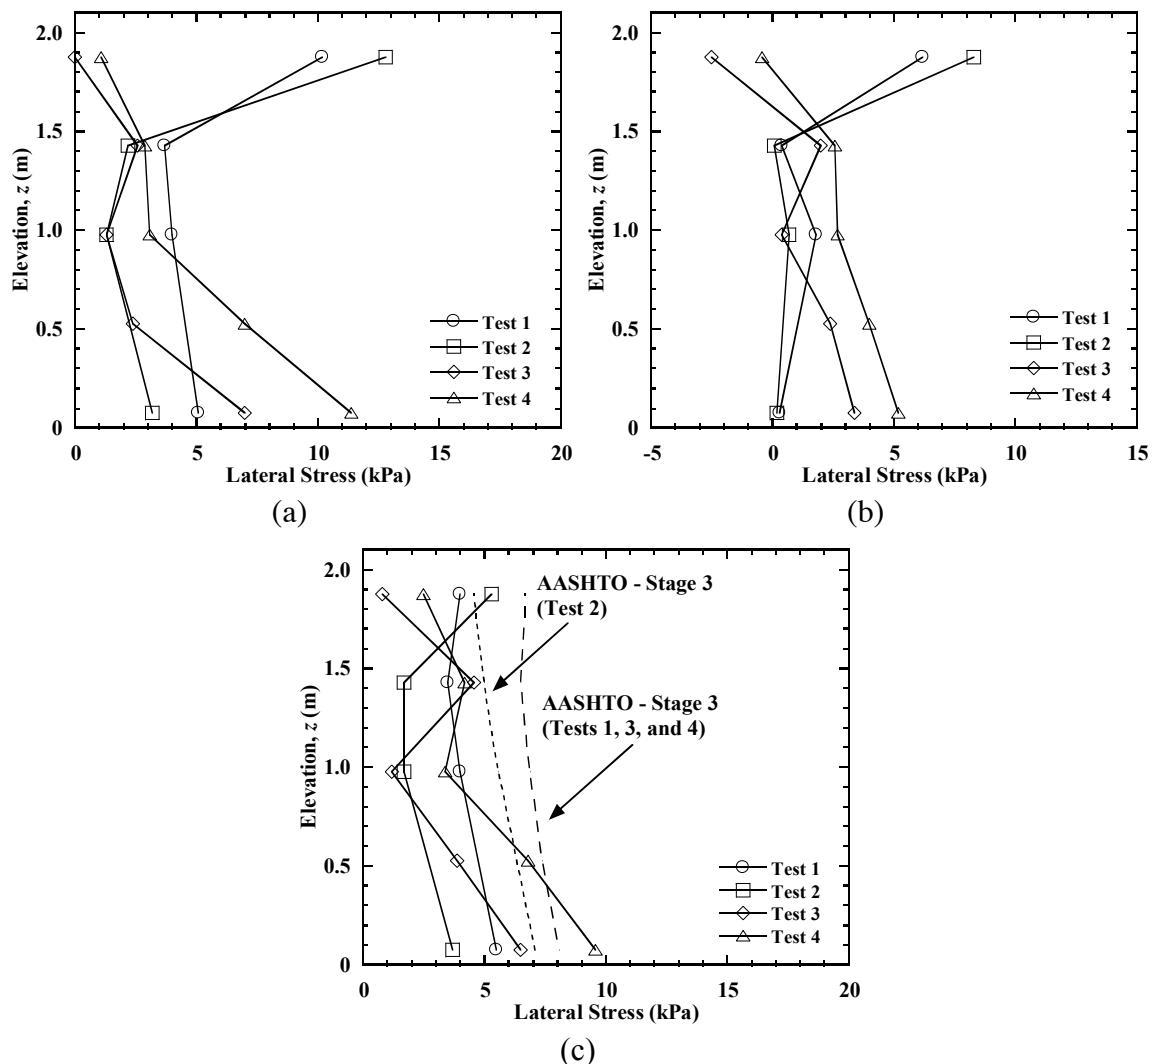 2.0
1.5
1.0
0.5
0
Elevation, z (m)
Test 1
Test 2
Test 3
Test 4
0 5 10 15 20
Lateral Stress (kPa)
(a)
2.0
1.5
1.0
0.5
0
Elevation, z (m)
Test 1
Test 2
Test 3
Test 4
-5 0 5 10 15
Lateral Stress (kPa)
(b)
2.0
1.5
1.0
0.5
0
Elevation, z (m)
AASHTO - Stage 3
(Test 2)
AASHTO - Stage 3
(Tests 1, 3, and 4)
Test 1
Test 2
Test 3
Test 4
0 5 10 15 20
Lateral Stress (kPa)
(c)